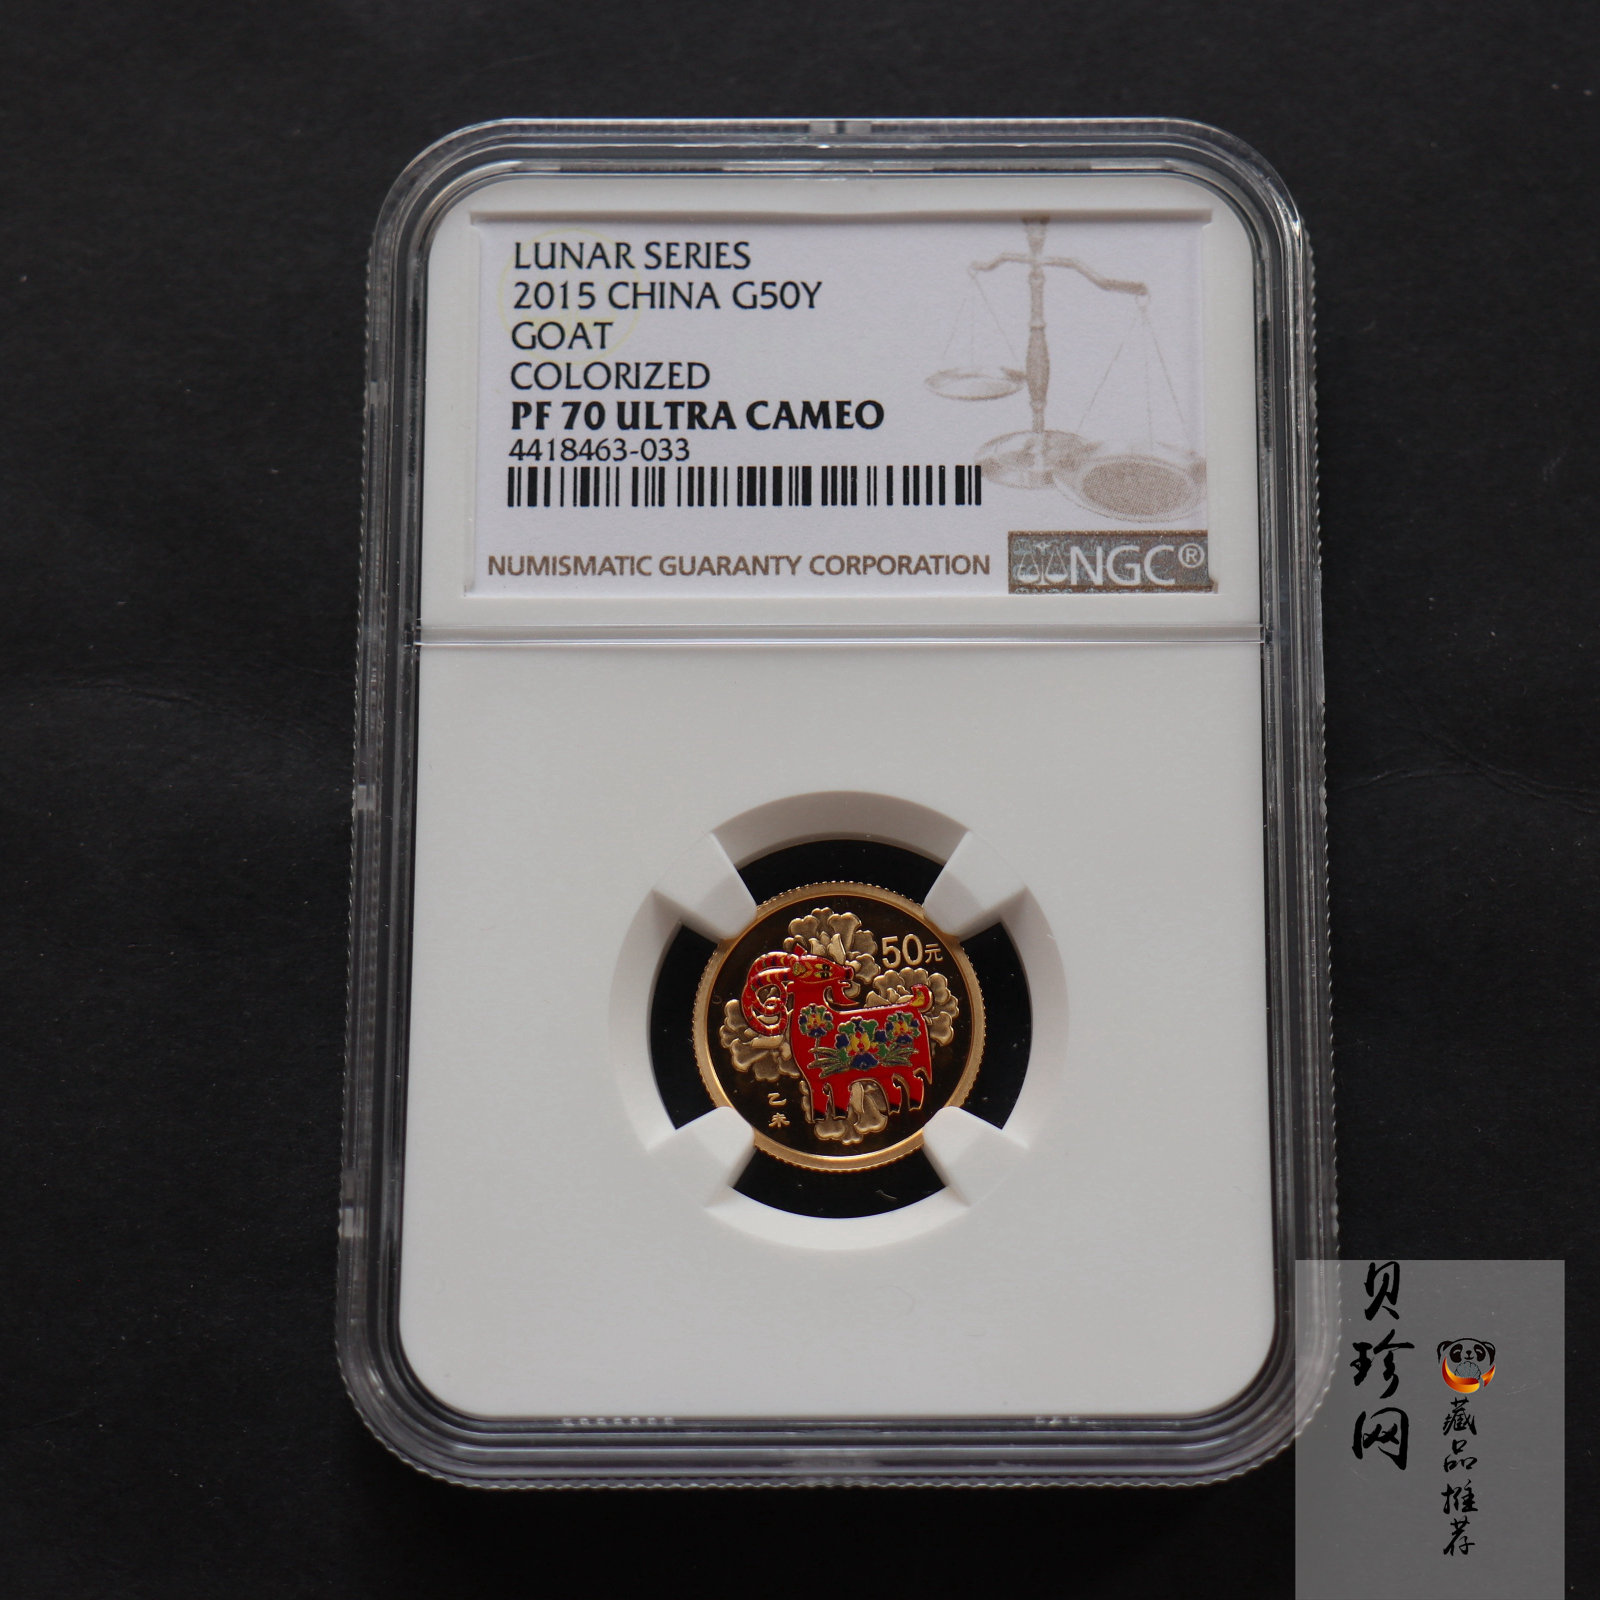 LUNAR SERIES
2015 CHINA G50Y
GOAT
COLORIZED
PF 70 ULTRA CAMEO
4418463-033
NUMISMATIC GUARANTY CORPORATION
NGC®
50元
乙
未
贝珍网
藏品推荐